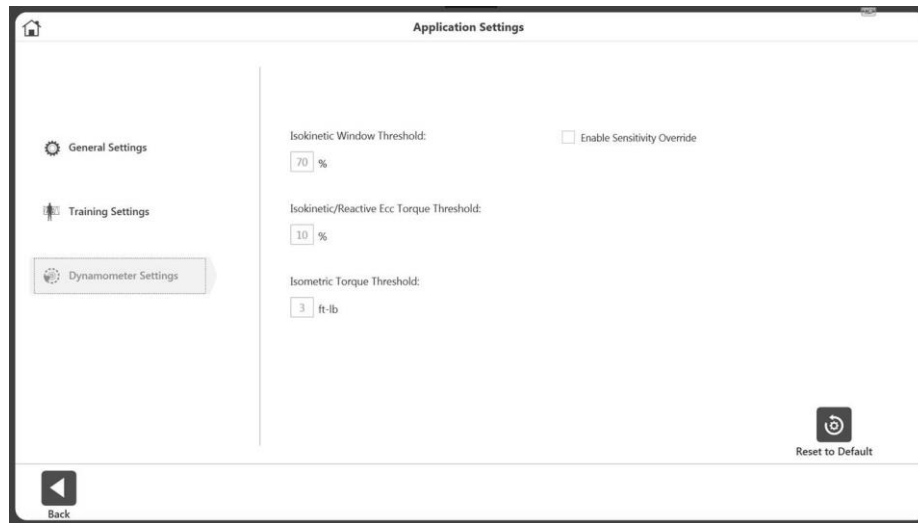 Application Settings
General Settings
Training Settings
Dynamometer Settings
Isokinetic Window Threshold:
70 %
Enable Sensitivity Override
Isokinetic/Reactive Ecc Torque Threshold:
10 %
Isometric Torque Threshold:
3 ft-lb
Reset to Default
Back